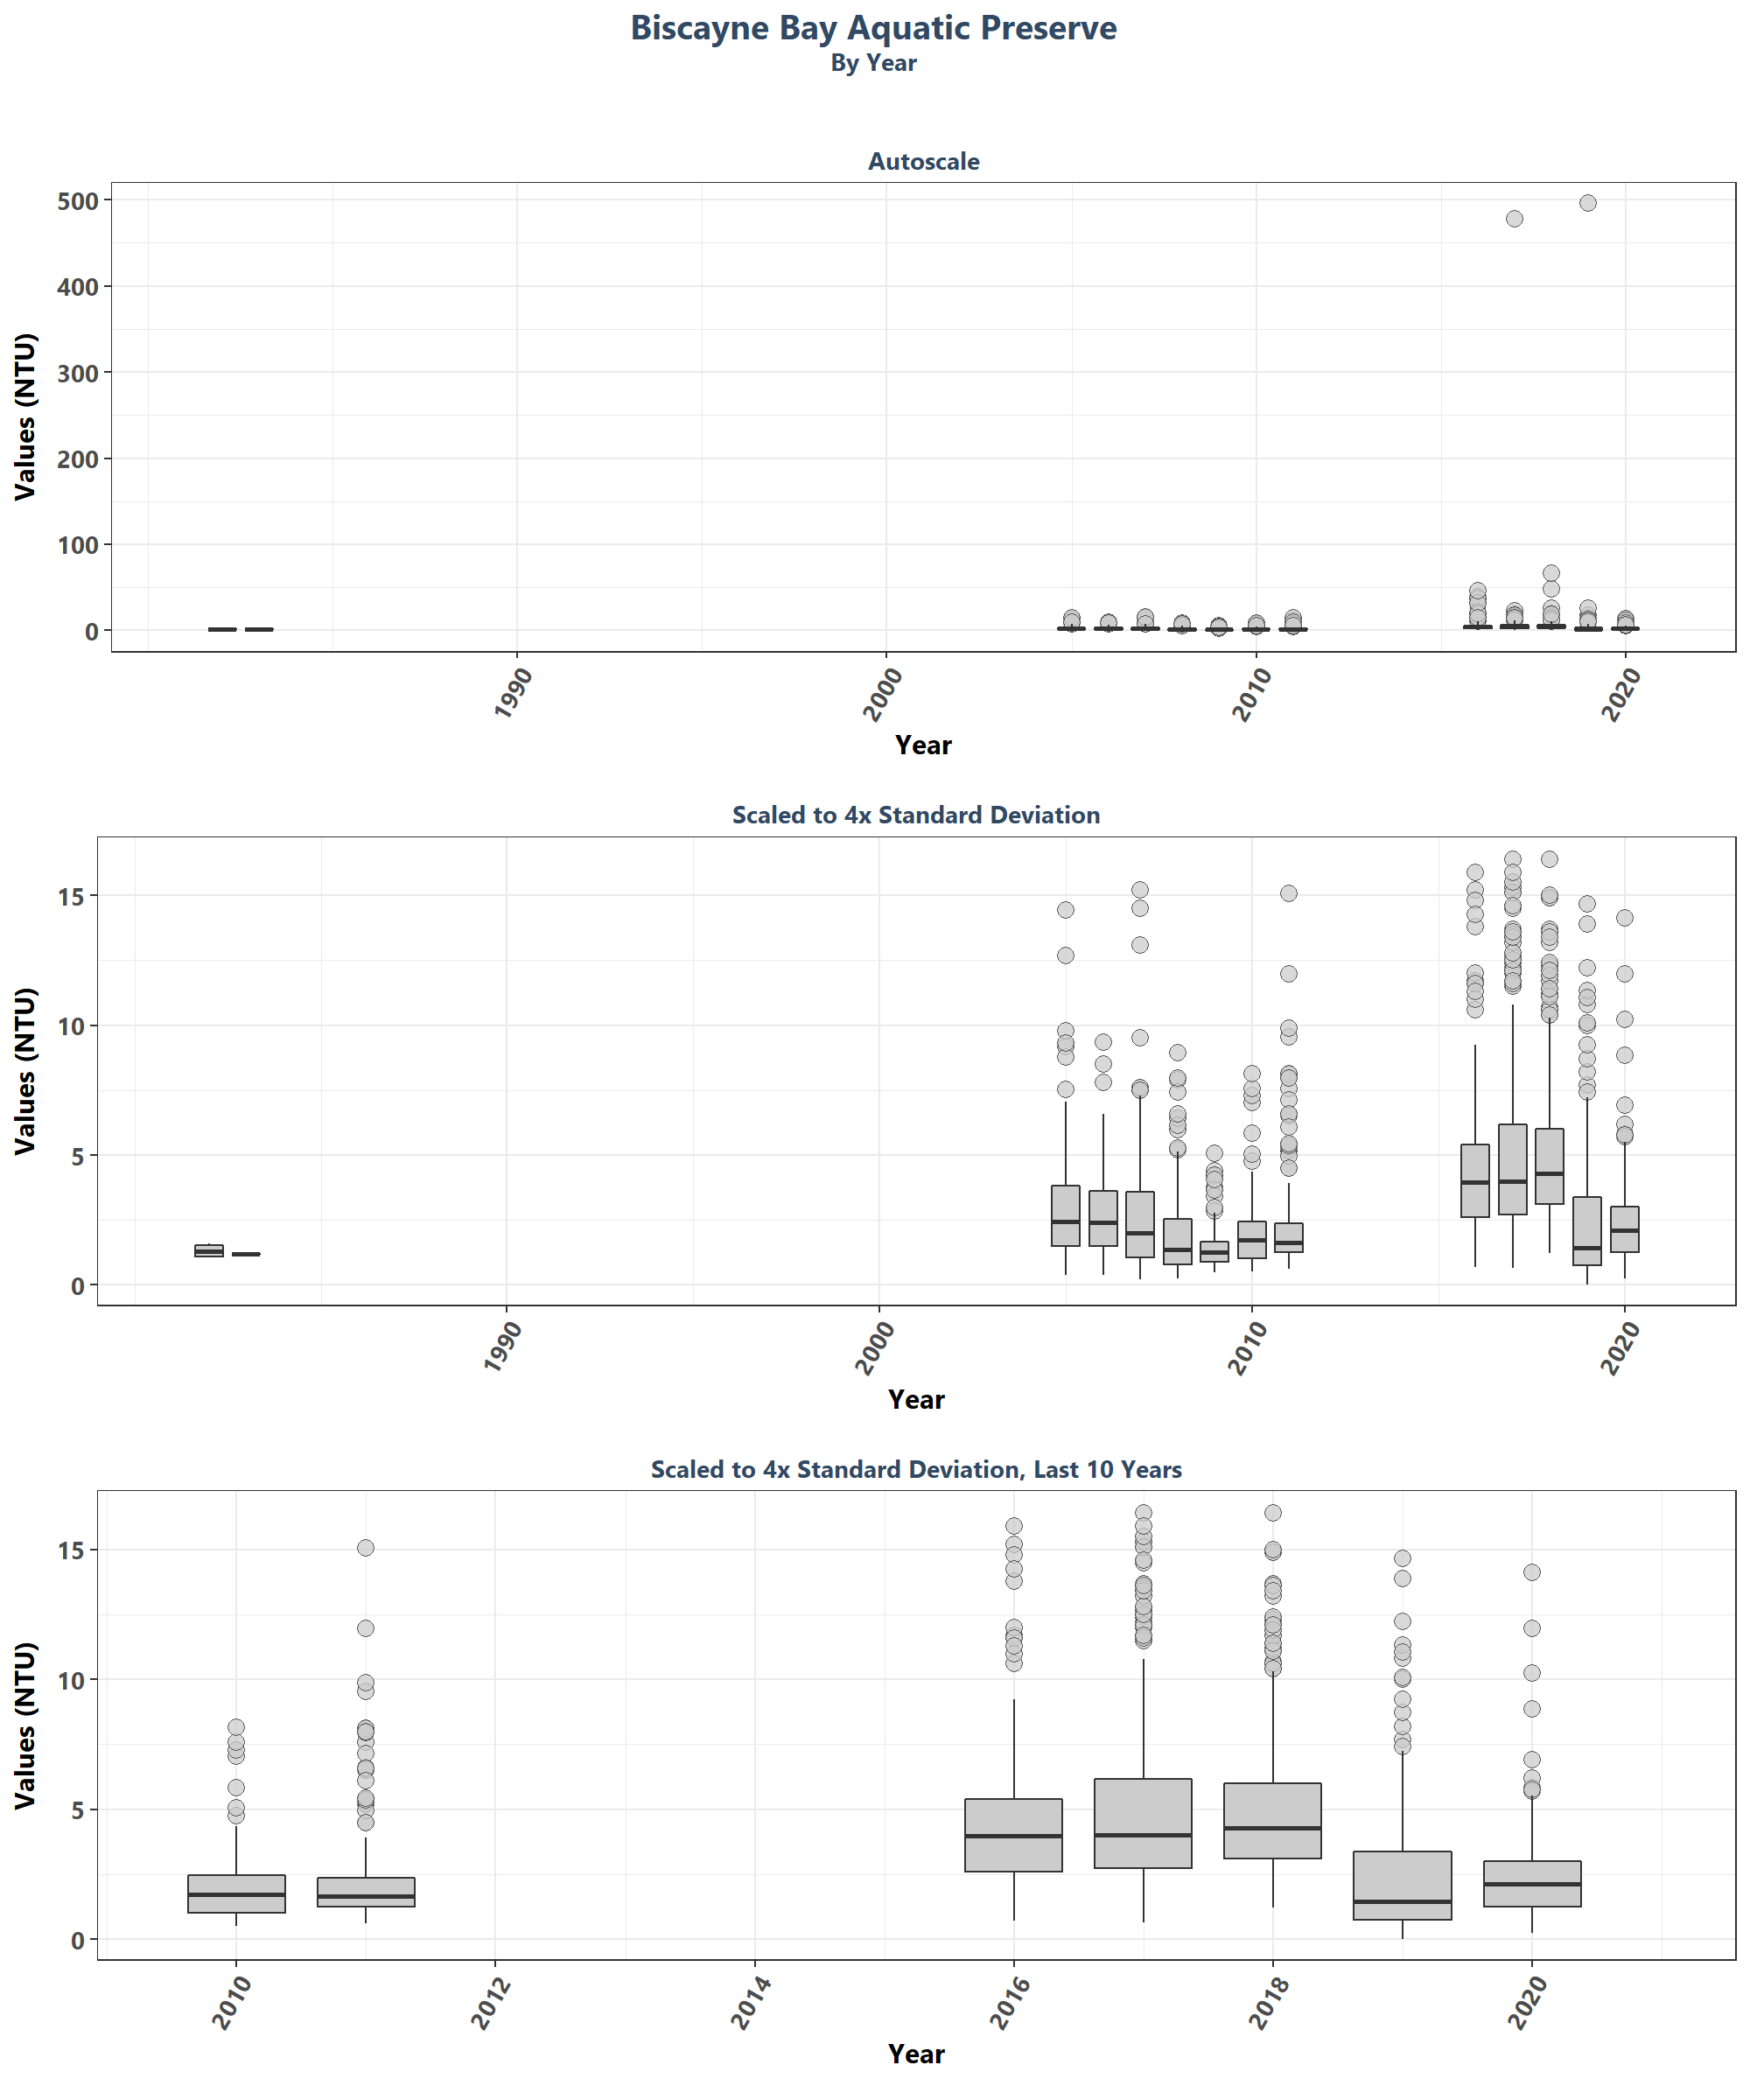 Biscayne Bay Aquatic Preserve
By Year
Autoscale
Values (NTU)
500
400
300
200
100
0
1990
2000
2010
2020
Year
Scaled to 4x Standard Deviation
Values (NTU)
15
10
5
0
1990
2000
2010
2020
Year
Scaled to 4x Standard Deviation, Last 10 Years
Values (NTU)
15
10
5
0
2010
2012
2014
2016
2018
2020
Year